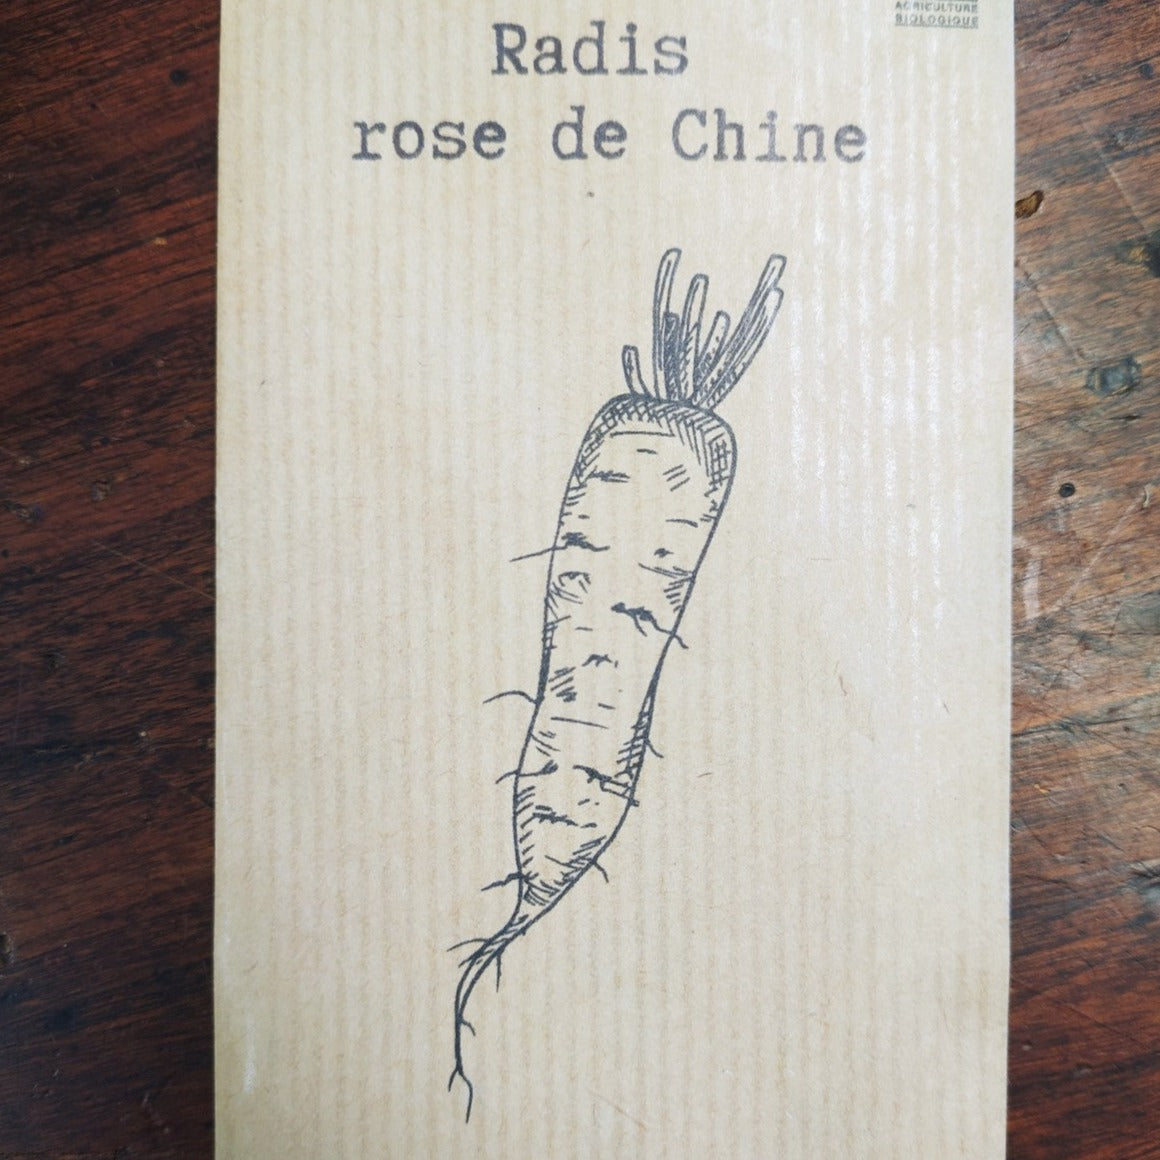 AGRICULTURE
BIOLOGIQUE
Radis
rose de Chine